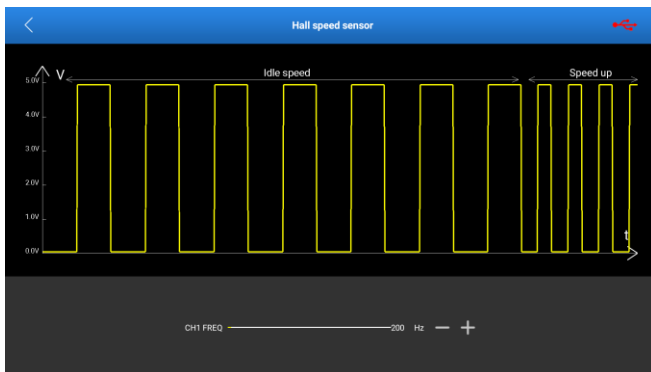 Hall speed sensor
V
Idle speed
Speed up
5.0V
4.0V
3.0V
2.0V
1.0V
0.0V
t
CH1 FREQ 200 Hz